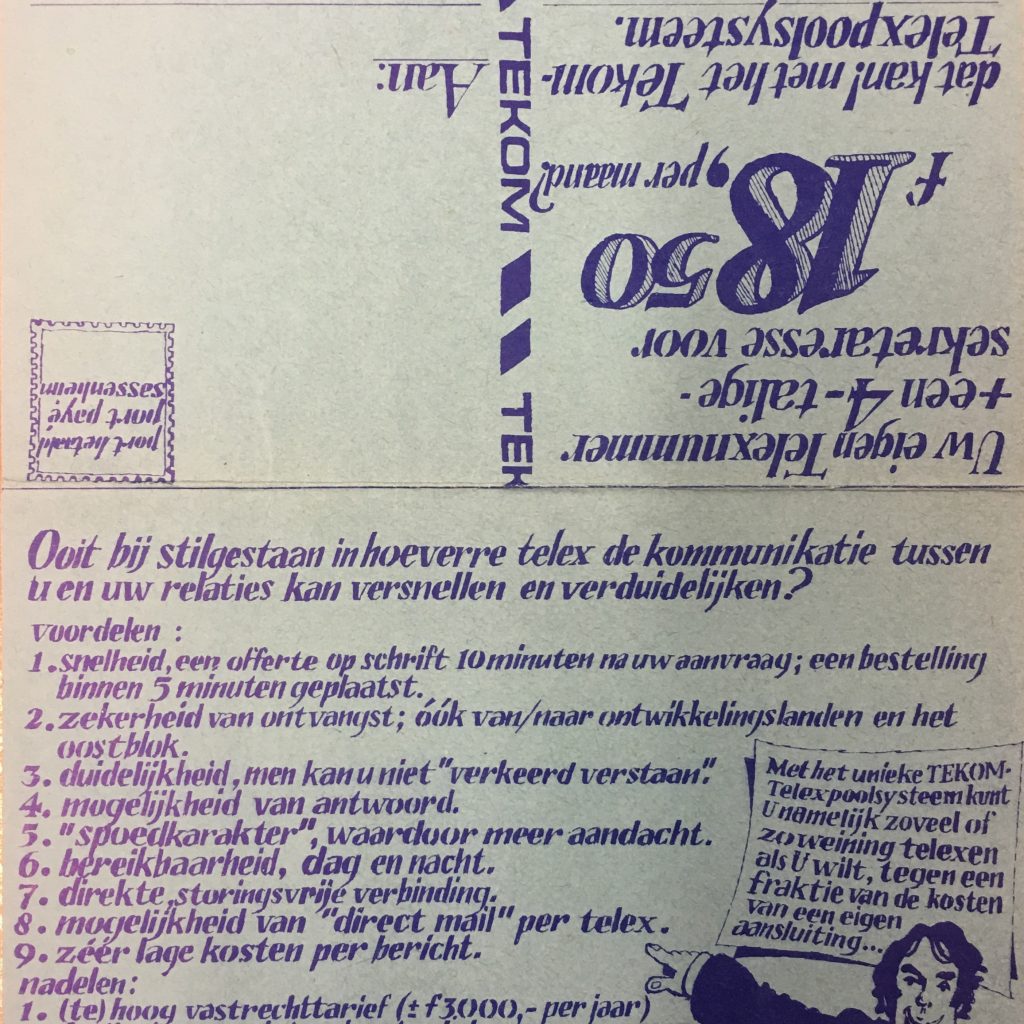 Uw eigen Telexnummer
+een 4-talige-
sekretaresse voor
f 18,50 per maand?
dat kan! met het Tekom-
Telexpoolsysteem.
TEKOM
TEK
Aan:
port betaald
port payé
sassenheim
Ooit bij stilgestaan in hoeverre telex de kommunikatie tussen
u en uw relaties kan versnellen en verduidelijken?
voordelen :
1. snelheid, een offerte op schrift 10 minuten na uw aanvraag; een bestelling
binnen 5 minuten geplaatst.
2. zekerheid van ontvangst; óók van/naar ontwikkelingslanden en het
oostblok.
3. duidelijkheid, men kan u niet "verkeerd verstaan".
4. mogelijkheid van antwoord.
5. "spoedkarakter", waardoor meer aandacht.
6. bereikbaarheid, dag en nacht.
7. direkte, storingsvrije verbinding.
8. mogelijkheid van "direct mail" per telex.
9. zéér lage kosten per bericht.
nadelen:
1. (te) hoog vastrechttarief (± f 3.000,- per jaar)
Met het unieke TEKOM-
Telexpoolsysteem kunt
U namelijk zoveel of
zo weining telexen
als U wilt, tegen een
fraktie van de kosten
van een eigen
aansluiting...